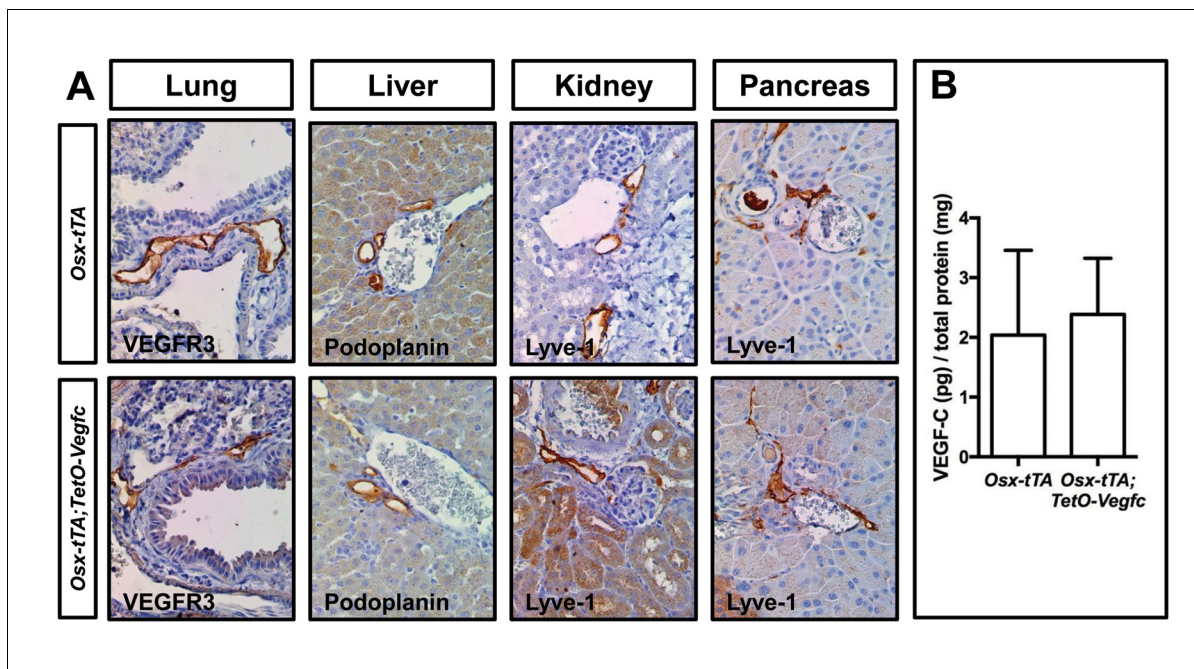 A
Lung
Liver
Kidney
Pancreas
Osx-tTA
VEGFR3
Podoplanin
Lyve-1
Lyve-1
Osx-tTA;TetO-Vegfc
VEGFR3
Podoplanin
Lyve-1
Lyve-1
B
VEGF-C (pg) / total protein (mg)
4
3
2
1
0
Osx-tTA
Osx-tTA;
TetO-Vegfc